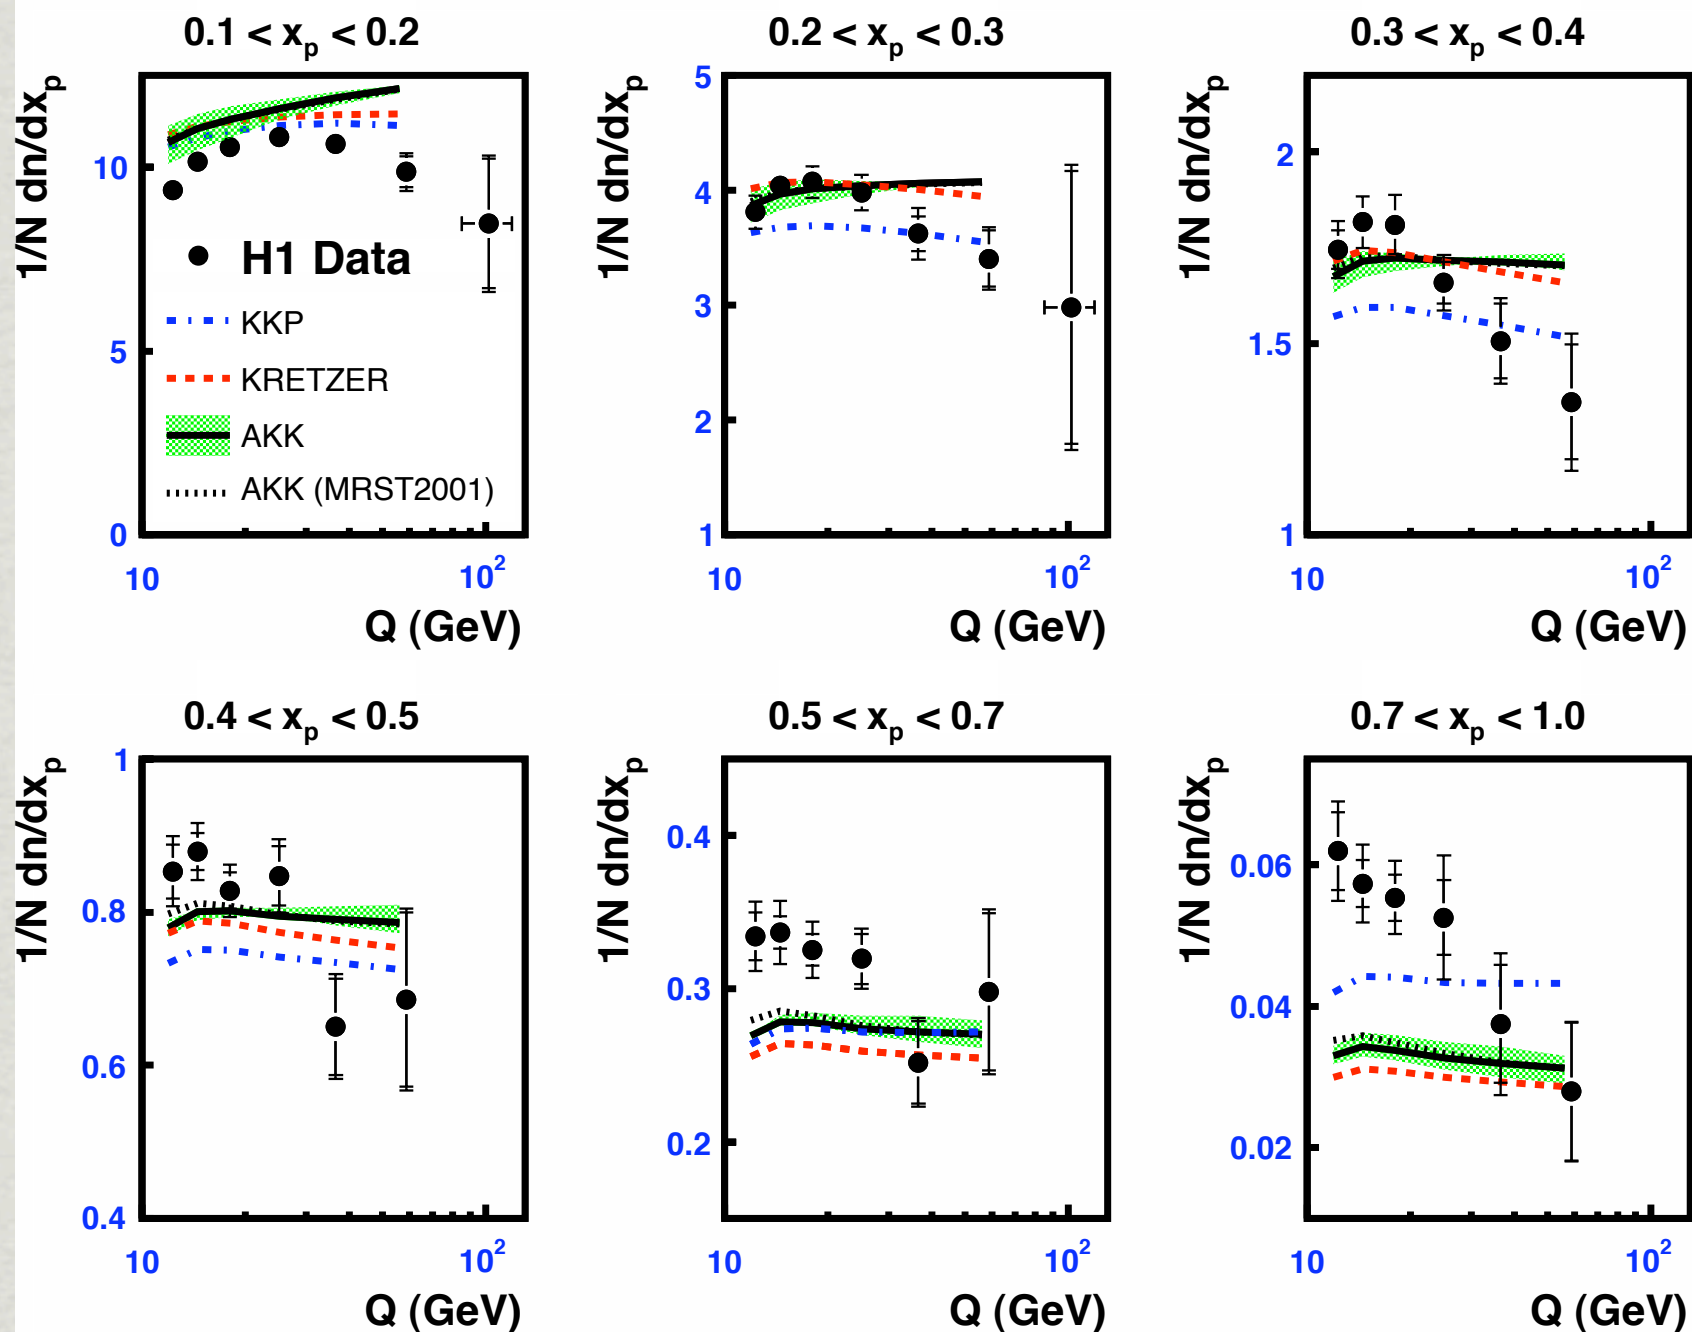 0.1 < xp < 0.2
1/N dn/dxp
10
5
0
H1 Data
KKP
KRETZER
AKK
AKK (MRST2001)
10
10²
Q (GeV)
0.2 < xp < 0.3
1/N dn/dxp
5
4
3
2
1
10
10²
Q (GeV)
0.3 < xp < 0.4
1/N dn/dxp
2
1.5
1
10
10²
Q (GeV)
0.4 < xp < 0.5
1/N dn/dxp
1
0.8
0.6
0.4
10
10²
Q (GeV)
0.5 < xp < 0.7
1/N dn/dxp
0.4
0.3
0.2
10
10²
Q (GeV)
0.7 < xp < 1.0
1/N dn/dxp
0.06
0.04
0.02
10
10²
Q (GeV)